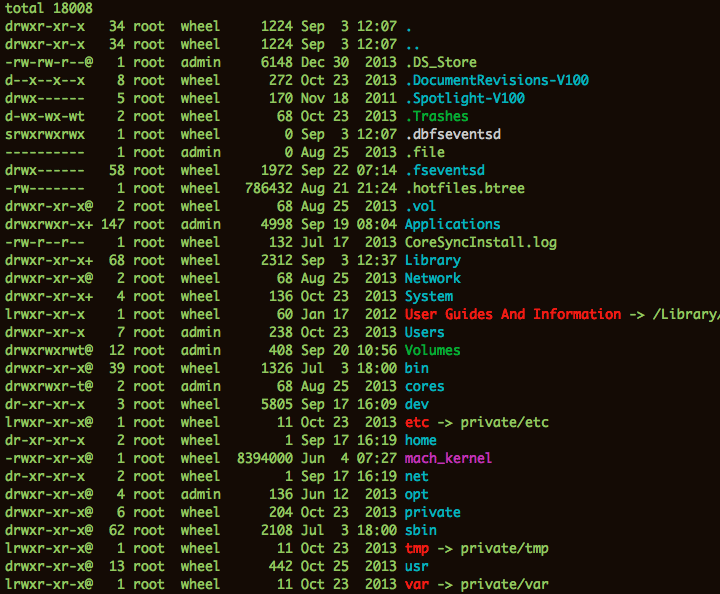 total 18008
drwxr-xr-x   34 root  wheel     1224 Sep  3 12:07 .
drwxr-xr-x   34 root  wheel     1224 Sep  3 12:07 ..
-rw-rw-r--@   1 root  admin     6148 Dec 30  2013 .DS_Store
d--x--x--x    8 root  wheel      272 Oct 23  2013 .DocumentRevisions-V100
drwx------    5 root  wheel      170 Nov 18  2011 .Spotlight-V100
d-wx-wx-wt    2 root  wheel       68 Oct 23  2013 .Trashes
srwxrwxrwx    1 root  wheel        0 Sep  3 12:07 .dbfseventsd
----------    1 root  admin        0 Aug 25  2013 .file
drwx------   58 root  wheel     1972 Sep 22 07:14 .fseventsd
-rw-------    1 root  wheel   786432 Aug 21 21:24 .hotfiles.btree
drwxr-xr-x@   2 root  wheel       68 Aug 25  2013 .vol
drwxrwxr-x+ 147 root  admin     4998 Sep 19 08:04 Applications
-rw-r--r--    1 root  wheel      132 Jul 17  2013 CoreSyncInstall.log
drwxr-xr-x+  68 root  wheel     2312 Sep  3 12:37 Library
drwxr-xr-x@   2 root  wheel       68 Aug 25  2013 Network
drwxr-xr-x+   4 root  wheel      136 Oct 23  2013 System
lrwxr-xr-x    1 root  wheel       60 Jan 17  2012 User Guides And Information -> /Library/
drwxr-xr-x    7 root  admin      238 Oct 23  2013 Users
drwxrwxrwt@  12 root  admin      408 Sep 20 10:56 Volumes
drwxr-xr-x@  39 root  wheel     1326 Jul  3 18:00 bin
drwxrwxr-t@   2 root  admin       68 Aug 25  2013 cores
dr-xr-xr-x    3 root  wheel     5805 Sep 17 16:09 dev
lrwxr-xr-x@   1 root  wheel       11 Oct 23  2013 etc -> private/etc
dr-xr-xr-x    2 root  wheel        1 Sep 17 16:19 home
-rwxr-xr-x@   1 root  wheel  8394000 Jun  4 07:27 mach_kernel
dr-xr-xr-x    2 root  wheel        1 Sep 17 16:19 net
drwxr-xr-x@   4 root  admin      136 Jun 12  2013 opt
drwxr-xr-x@   6 root  wheel      204 Oct 23  2013 private
drwxr-xr-x@  62 root  wheel     2108 Jul  3 18:00 sbin
lrwxr-xr-x@   1 root  wheel       11 Oct 23  2013 tmp -> private/tmp
drwxr-xr-x@  13 root  wheel      442 Oct 25  2013 usr
lrwxr-xr-x@   1 root  wheel       11 Oct 23  2013 var -> private/var